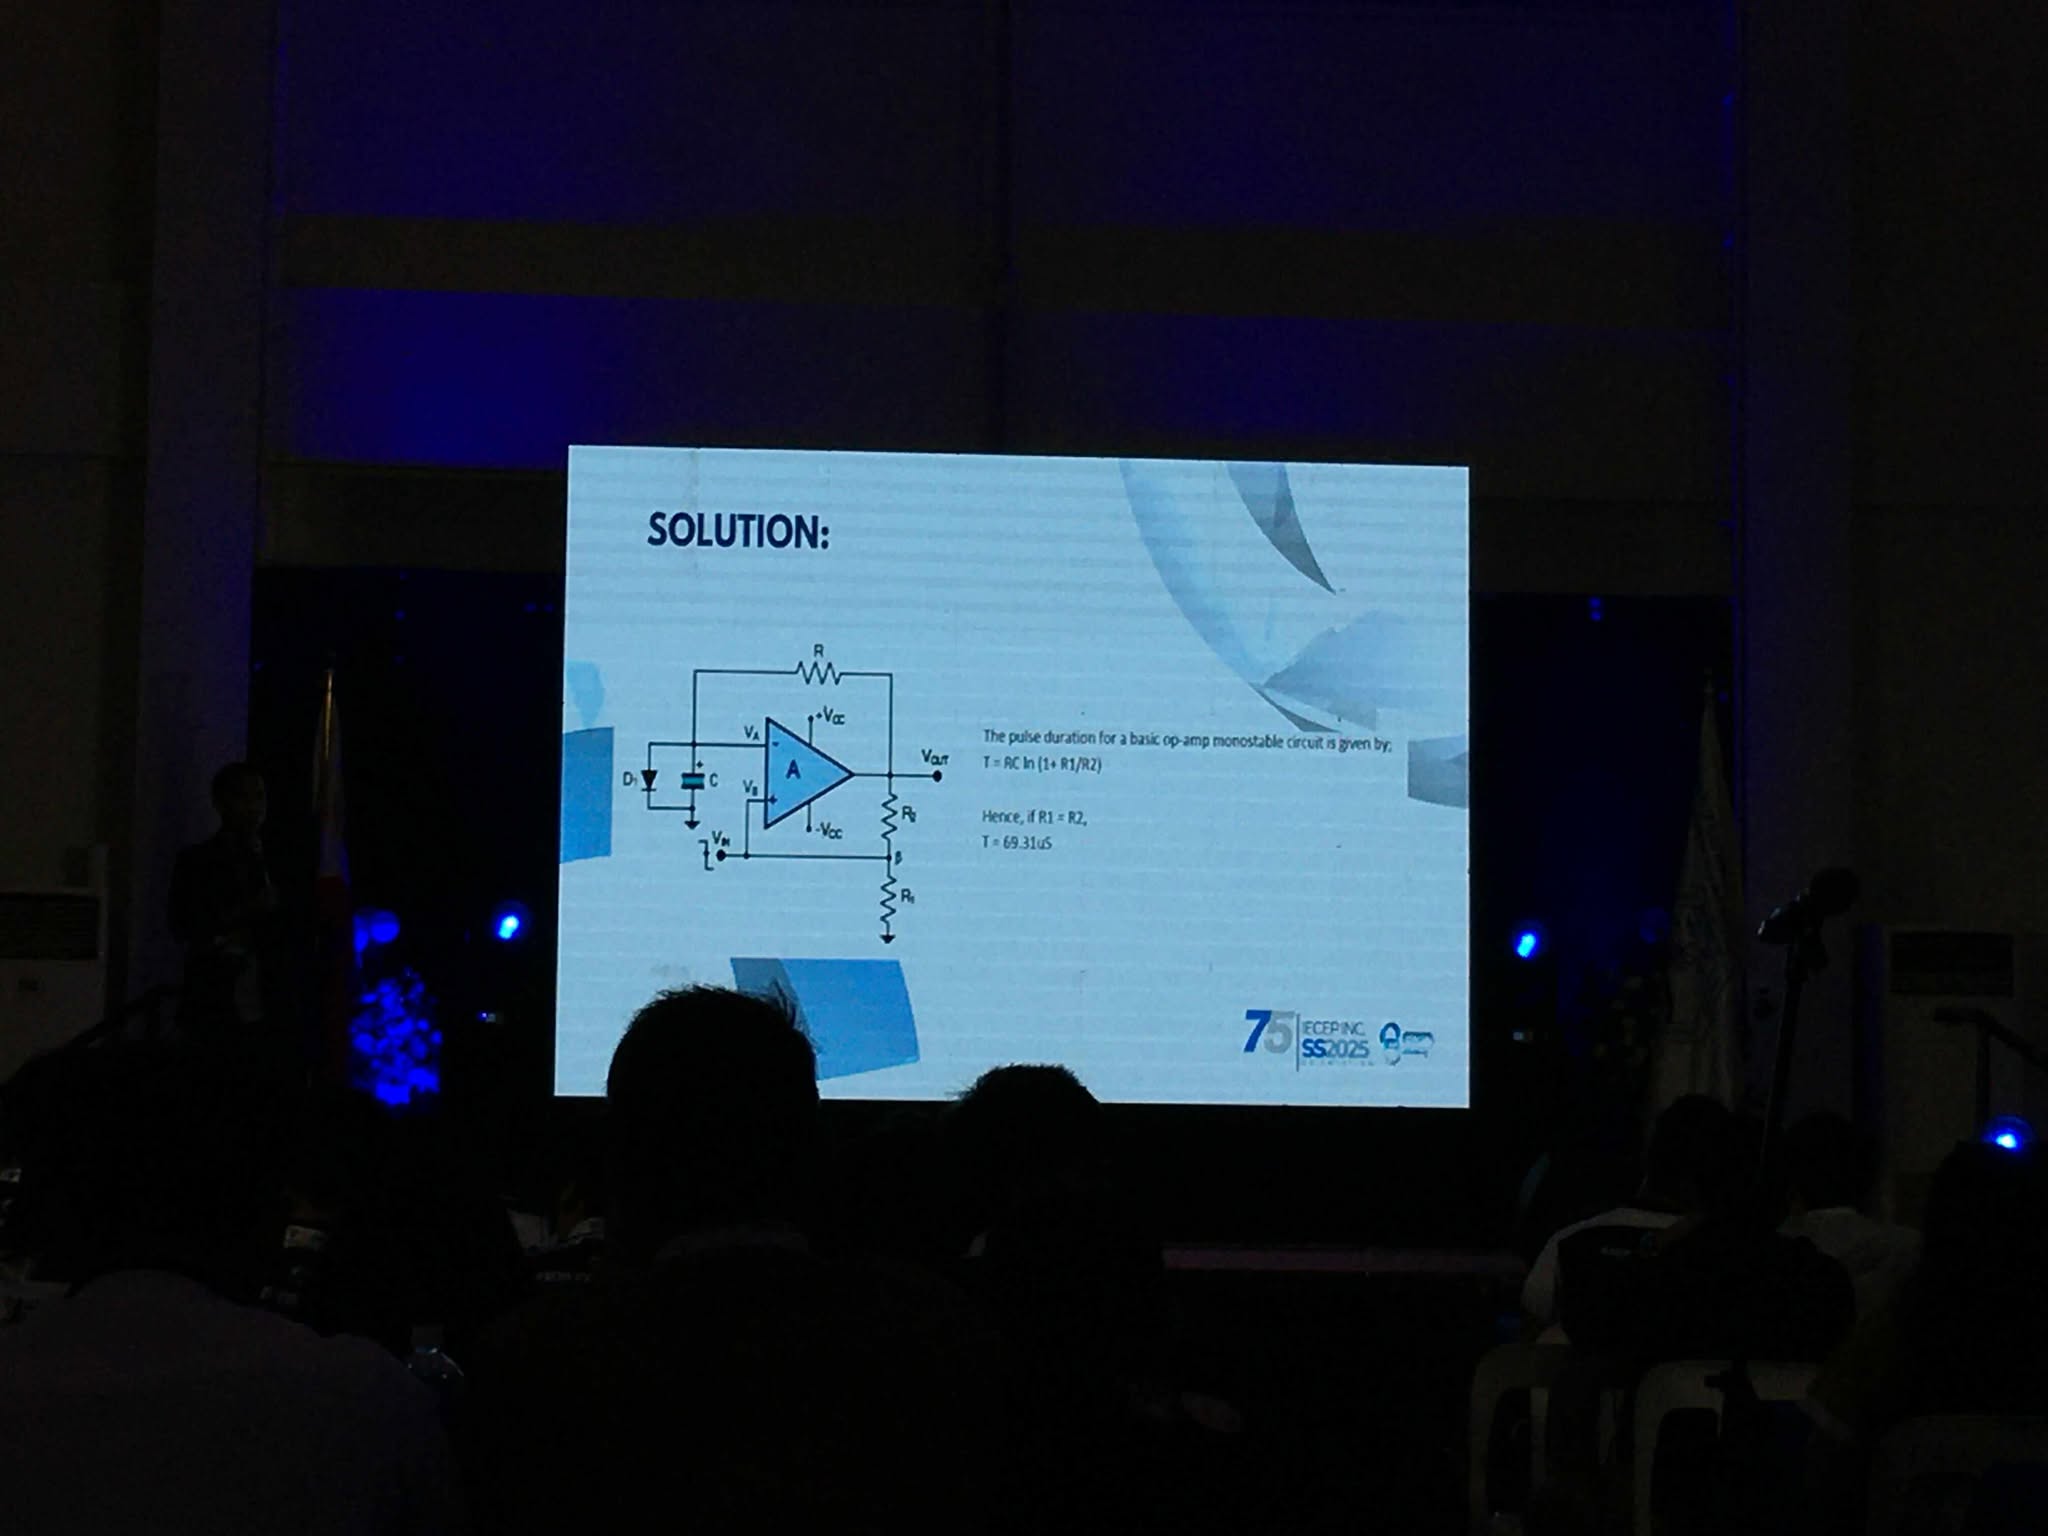 SOLUTION:
R
+Vcc
VA
A
VOUT
D1
C
VB
-Vcc
R2
VIN
β
R1
The pulse duration for a basic op-amp monostable circuit is given by:
T = RC ln (1+ R1/R2)
Hence, if R1 = R2,
T = 69.31uS
75
IECEP INC.
SS2025